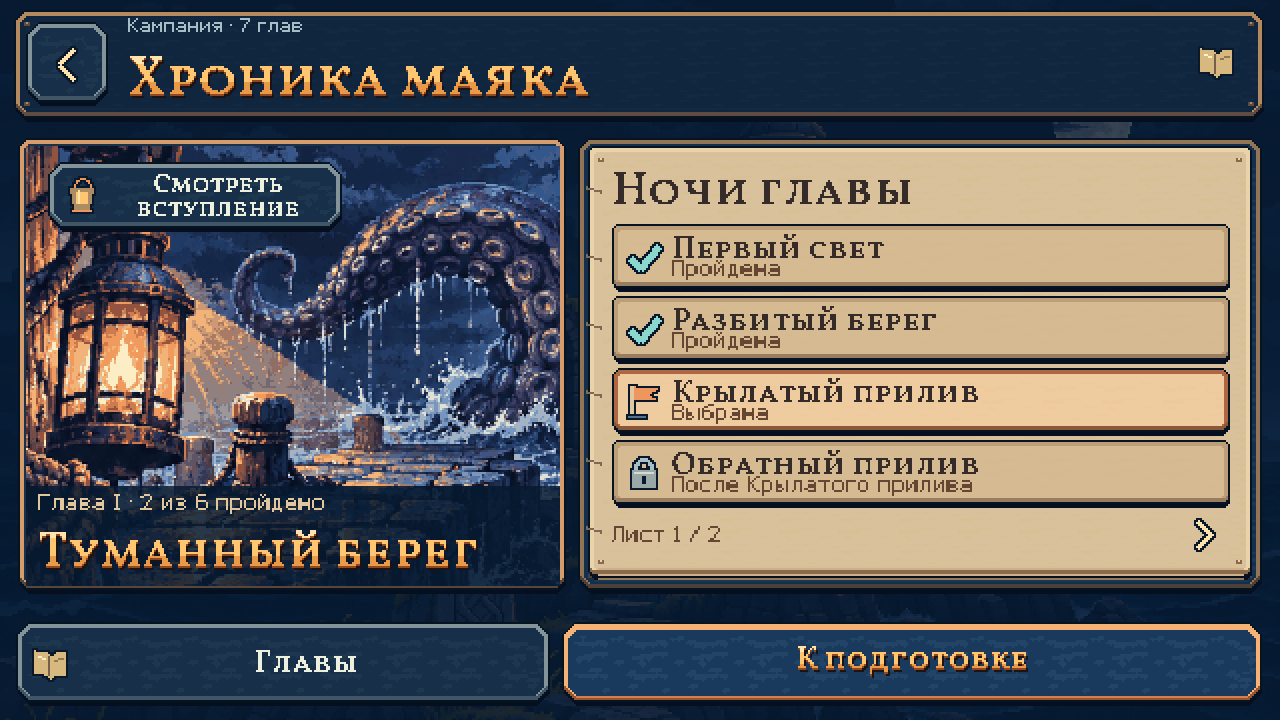 Кампания · 7 глав
Хроника маяка
Смотреть
вступление
Глава I · 2 из 6 пройдено
Туманный берег
Ночи главы
Первый свет
Пройдена
Разбитый берег
Пройдена
Крылатый прилив
Выбрана
Обратный прилив
После Крылатого прилива
Лист 1 / 2
Главы
К подготовке